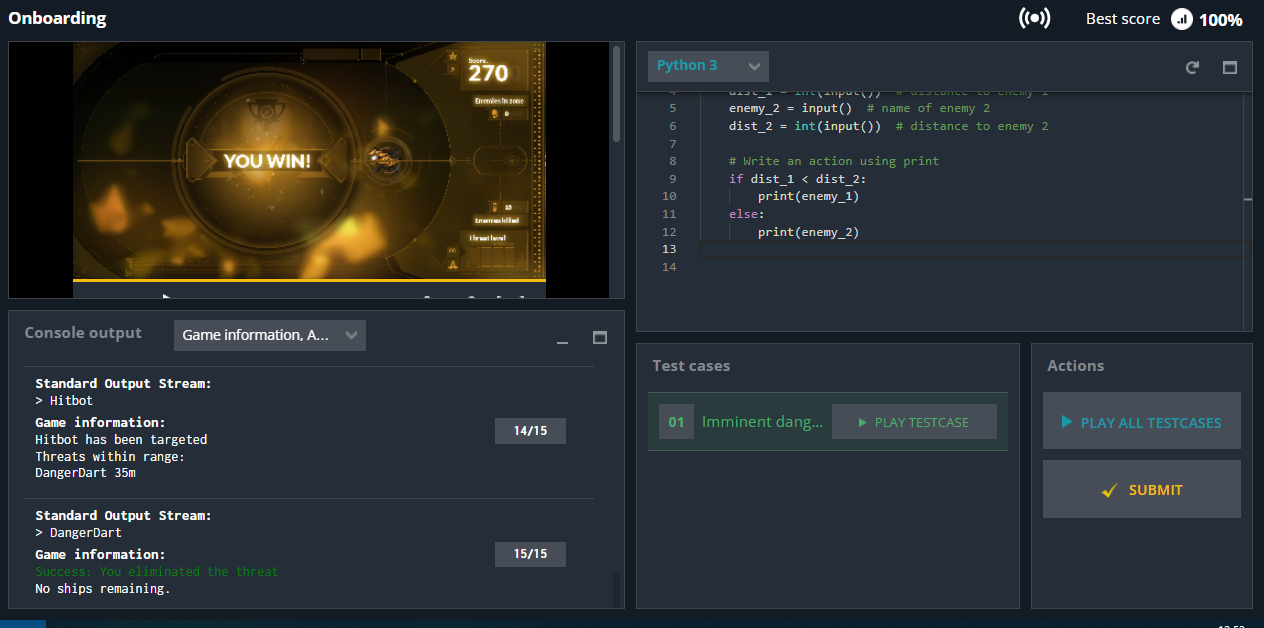 Onboarding
Best score 100%
Score
270
Enemies in zone
0
YOU WIN!
15
Enemies killed
Threat level
Python 3
4 dist_1 = int(input()) # distance to enemy 1
5 enemy_2 = input() # name of enemy 2
6 dist_2 = int(input()) # distance to enemy 2
7
8 # Write an action using print
9 if dist_1 < dist_2:
10 print(enemy_1)
11 else:
12 print(enemy_2)
13
14
Console output
Game information, A...
Standard Output Stream:
> Hitbot
Game information:
14/15
Hitbot has been targeted
Threats within range:
DangerDart 35m
Standard Output Stream:
> DangerDart
Game information:
15/15
Success: You eliminated the threat
No ships remaining.
Test cases
01 Imminent dang... PLAY TESTCASE
Actions
PLAY ALL TESTCASES
SUBMIT